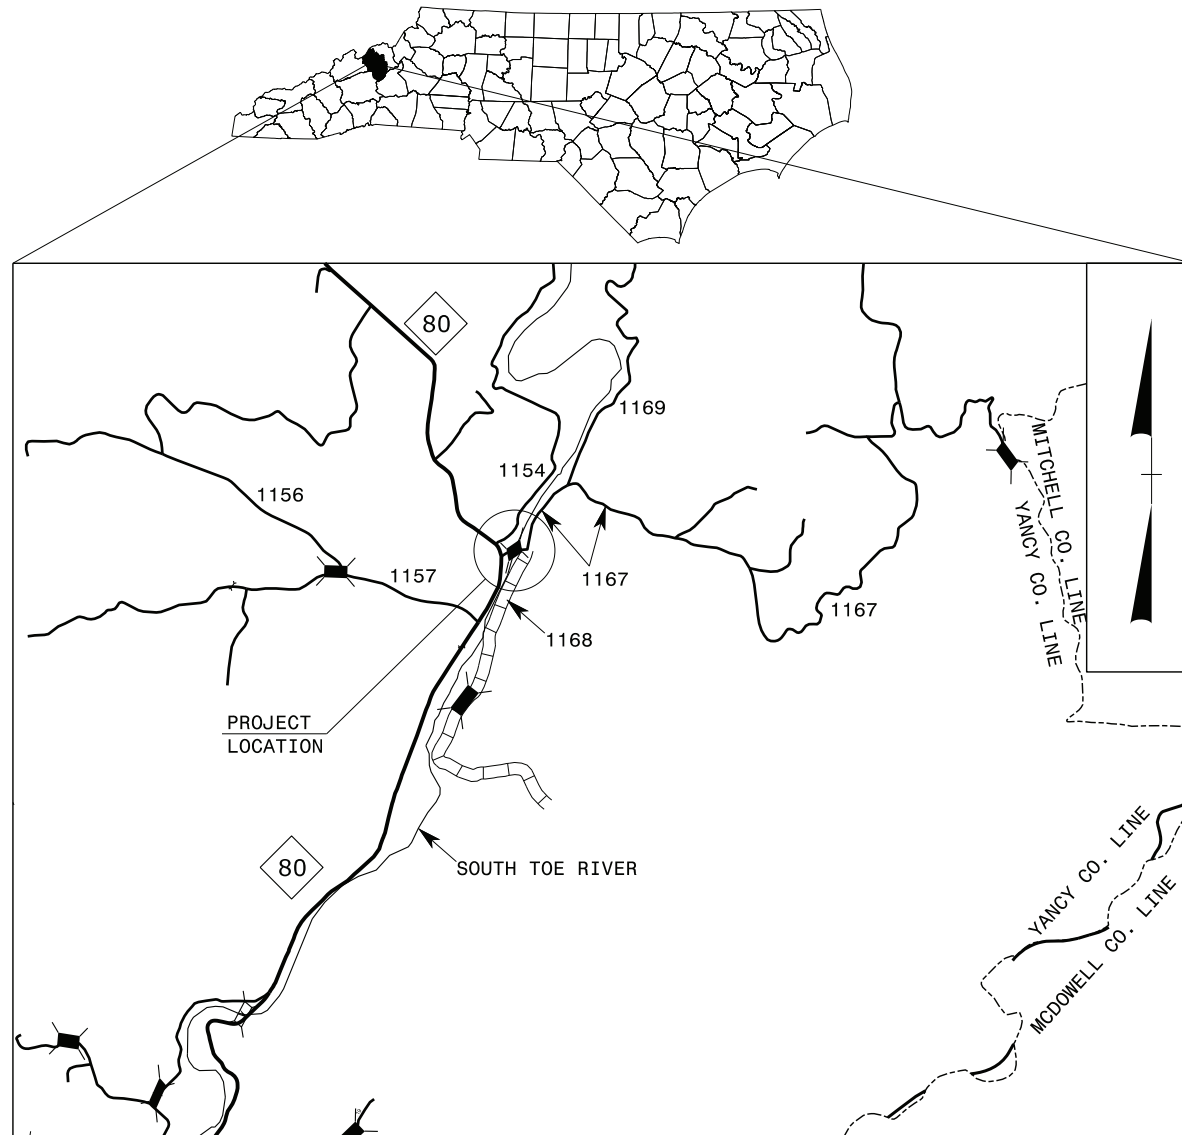 80
1169
1154
1156
MITCHELL CO. LINE
YANCY CO. LINE
1157
1167
1167
1168
PROJECT
LOCATION
YANCY CO. LINE
80
SOUTH TOE RIVER
MCDOWELL CO. LINE